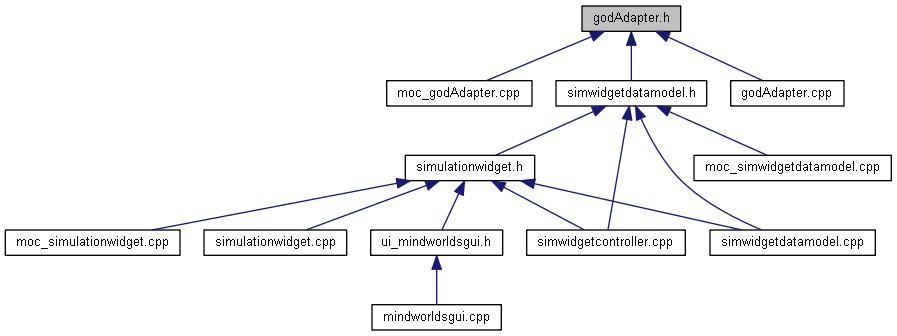 godAdapter.h
moc_godAdapter.cpp
simwidgetdatamodel.h
godAdapter.cpp
simulationwidget.h
moc_simwidgetdatamodel.cpp
moc_simulationwidget.cpp
simulationwidget.cpp
ui_mindworldsgui.h
simwidgetcontroller.cpp
simwidgetdatamodel.cpp
mindworldsgui.cpp